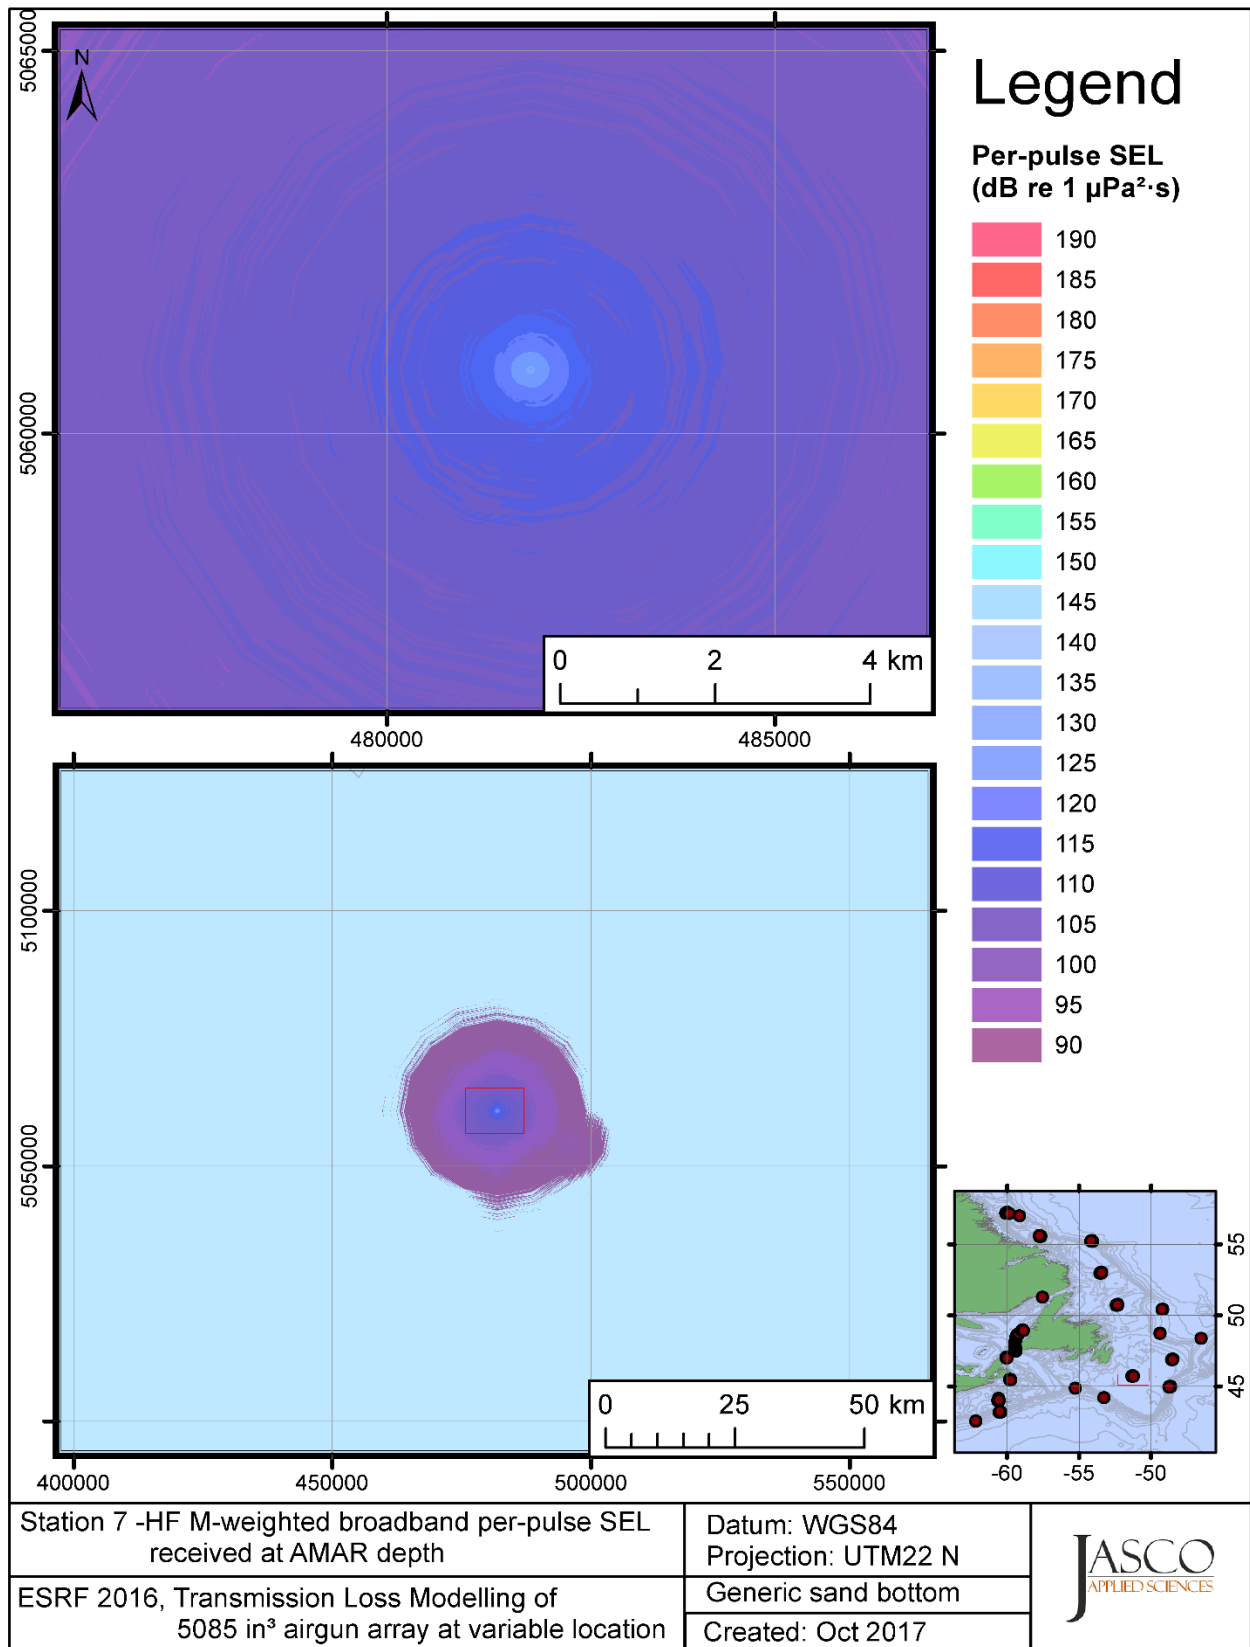 5065000
N
5060000
0 2 4 km
480000 485000
Legend
Per-pulse SEL
(dB re 1 µPa²·s)
190
185
180
175
170
165
160
155
150
145
140
135
130
125
120
115
110
105
100
95
90
5100000
5050000
0 25 50 km
400000 450000 500000 550000
55
50
45
-60 -55 -50
Station 7 -HF M-weighted broadband per-pulse SEL
received at AMAR depth
ESRF 2016, Transmission Loss Modelling of
5085 in³ airgun array at variable location
Datum: WGS84
Projection: UTM22 N
Generic sand bottom
Created: Oct 2017
JASCO
APPLIED SCIENCES